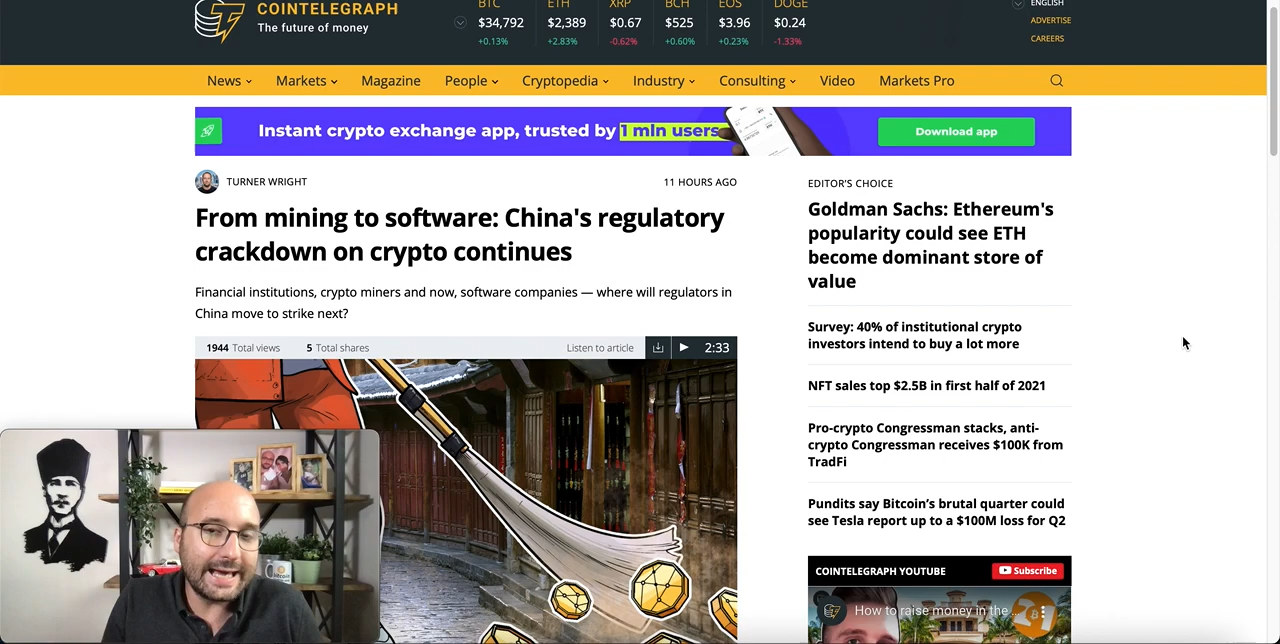 COINTELEGRAPH
The future of money
BTC
$34,792
+0.13%
ETH
$2,389
+2.83%
XRP
$0.67
-0.62%
BCH
$525
+0.60%
EOS
$3.96
+0.23%
DOGE
$0.24
-1.33%
ENGLISH
ADVERTISE
CAREERS
News Markets Magazine People Cryptopedia Industry Consulting Video Markets Pro
Instant crypto exchange app, trusted by 1 mln users
Download app
TURNER WRIGHT
11 HOURS AGO
From mining to software: China's regulatory
crackdown on crypto continues
Financial institutions, crypto miners and now, software companies — where will regulators in
China move to strike next?
1944 Total views 5 Total shares
Listen to article
2:33
bitcoin
EDITOR'S CHOICE
Goldman Sachs: Ethereum's
popularity could see ETH
become dominant store of
value
Survey: 40% of institutional crypto
investors intend to buy a lot more
NFT sales top $2.5B in first half of 2021
Pro-crypto Congressman stacks, anti-
crypto Congressman receives $100K from
TradFi
Pundits say Bitcoin’s brutal quarter could
see Tesla report up to a $100M loss for Q2
COINTELEGRAPH YOUTUBE
Subscribe
How to raise money in the ...